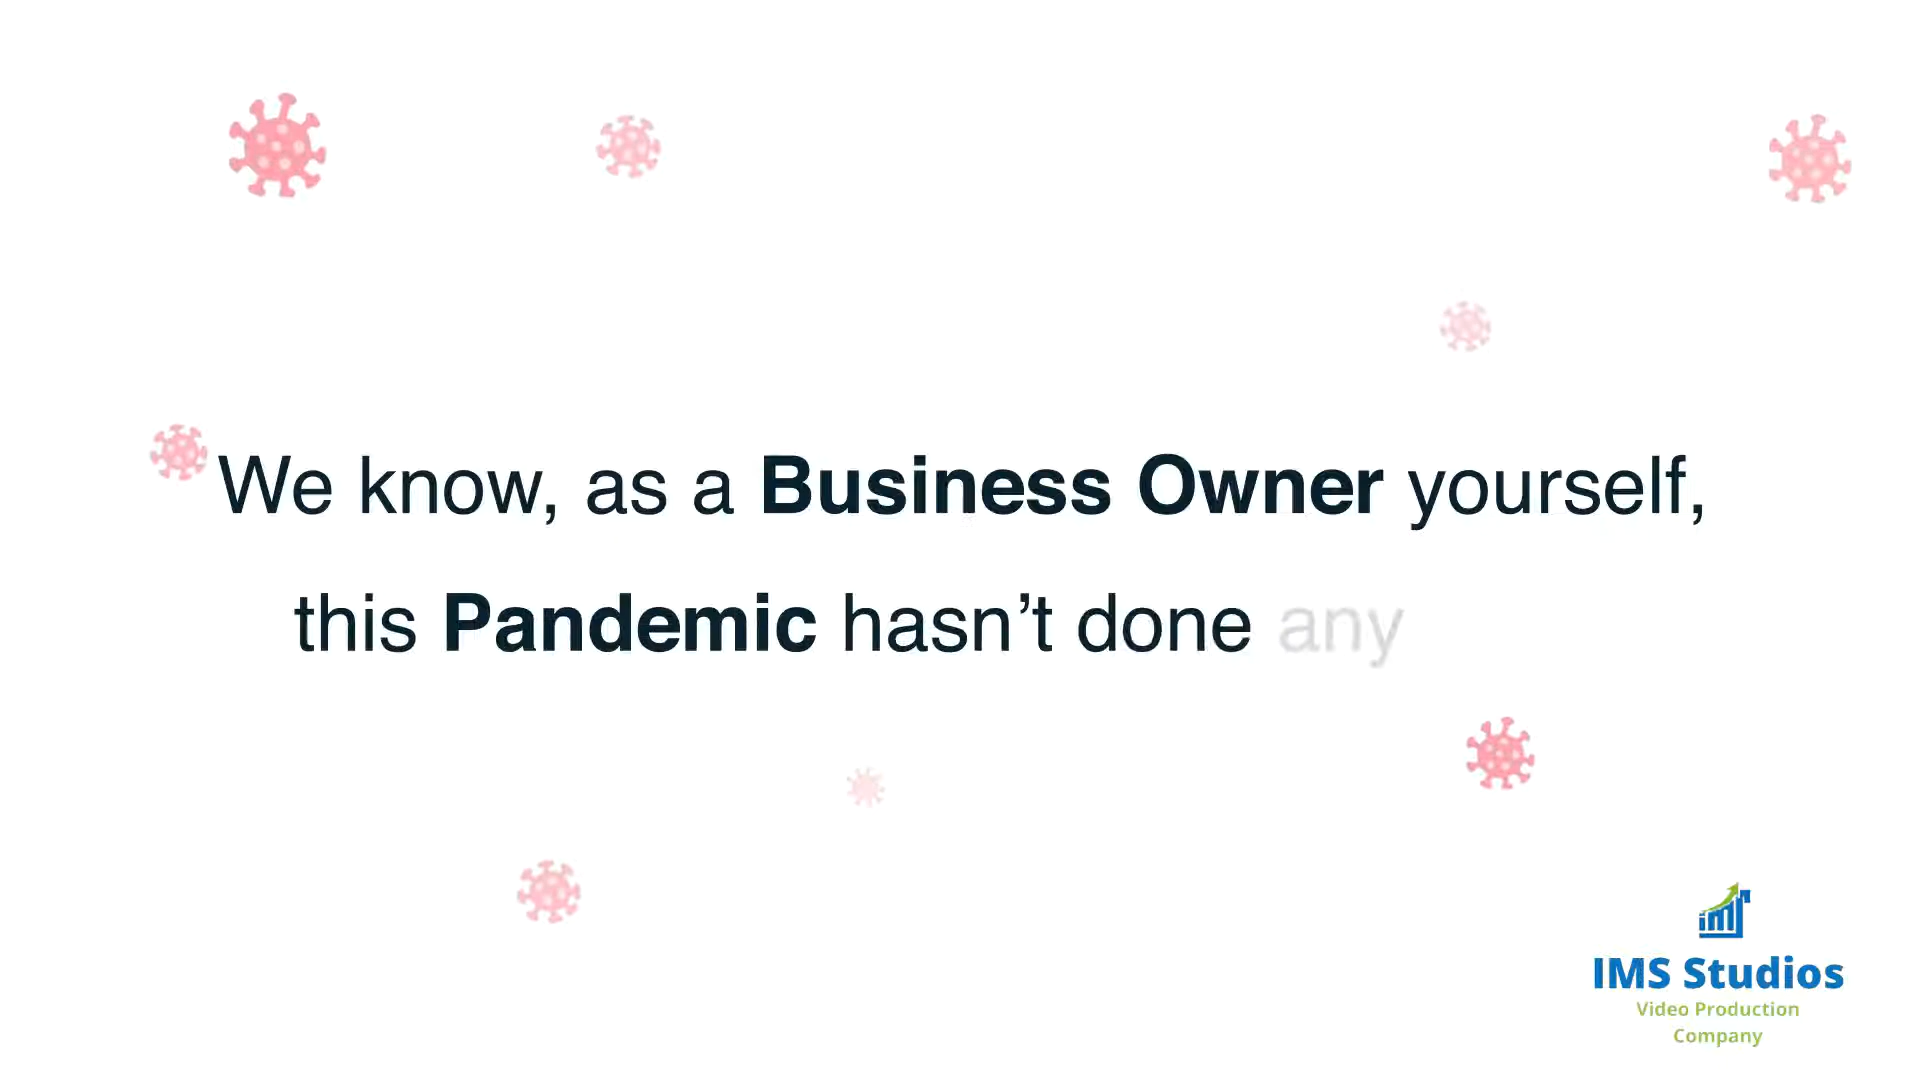 We know, as a Business Owner yourself,
this Pandemic hasn’t done any
IMS Studios
Video Production
Company